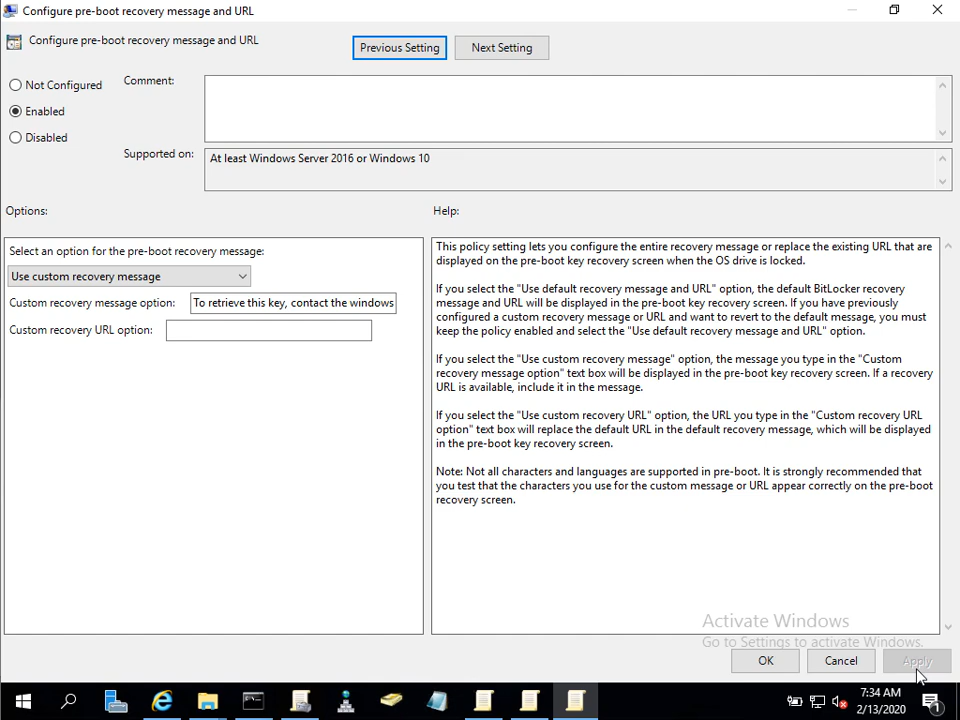 Configure pre-boot recovery message and URL
Configure pre-boot recovery message and URL
Previous Setting
Next Setting
Not Configured
Comment:
Enabled
Disabled
Supported on:
At least Windows Server 2016 or Windows 10
Options:
Help:
Select an option for the pre-boot recovery message:
Use custom recovery message
Custom recovery message option:
To retrieve this key, contact the windows
Custom recovery URL option:
This policy setting lets you configure the entire recovery message or replace the existing URL that are
displayed on the pre-boot key recovery screen when the OS drive is locked.
If you select the "Use default recovery message and URL" option, the default BitLocker recovery
message and URL will be displayed in the pre-boot key recovery screen. If you have previously
configured a custom recovery message or URL and want to revert to the default message, you must
keep the policy enabled and select the "Use default recovery message and URL" option.
If you select the "Use custom recovery message" option, the message you type in the "Custom
recovery message option" text box will be displayed in the pre-boot key recovery screen. If a recovery
URL is available, include it in the message.
If you select the "Use custom recovery URL" option, the URL you type in the "Custom recovery URL
option" text box will replace the default URL in the default recovery message, which will be displayed
in the pre-boot key recovery screen.
Note: Not all characters and languages are supported in pre-boot. It is strongly recommended that
you test that the characters you use for the custom message or URL appear correctly on the pre-boot
recovery screen.
Activate Windows
Go to Settings to activate Windows.
OK
Cancel
Apply
7:34 AM
2/13/2020
1